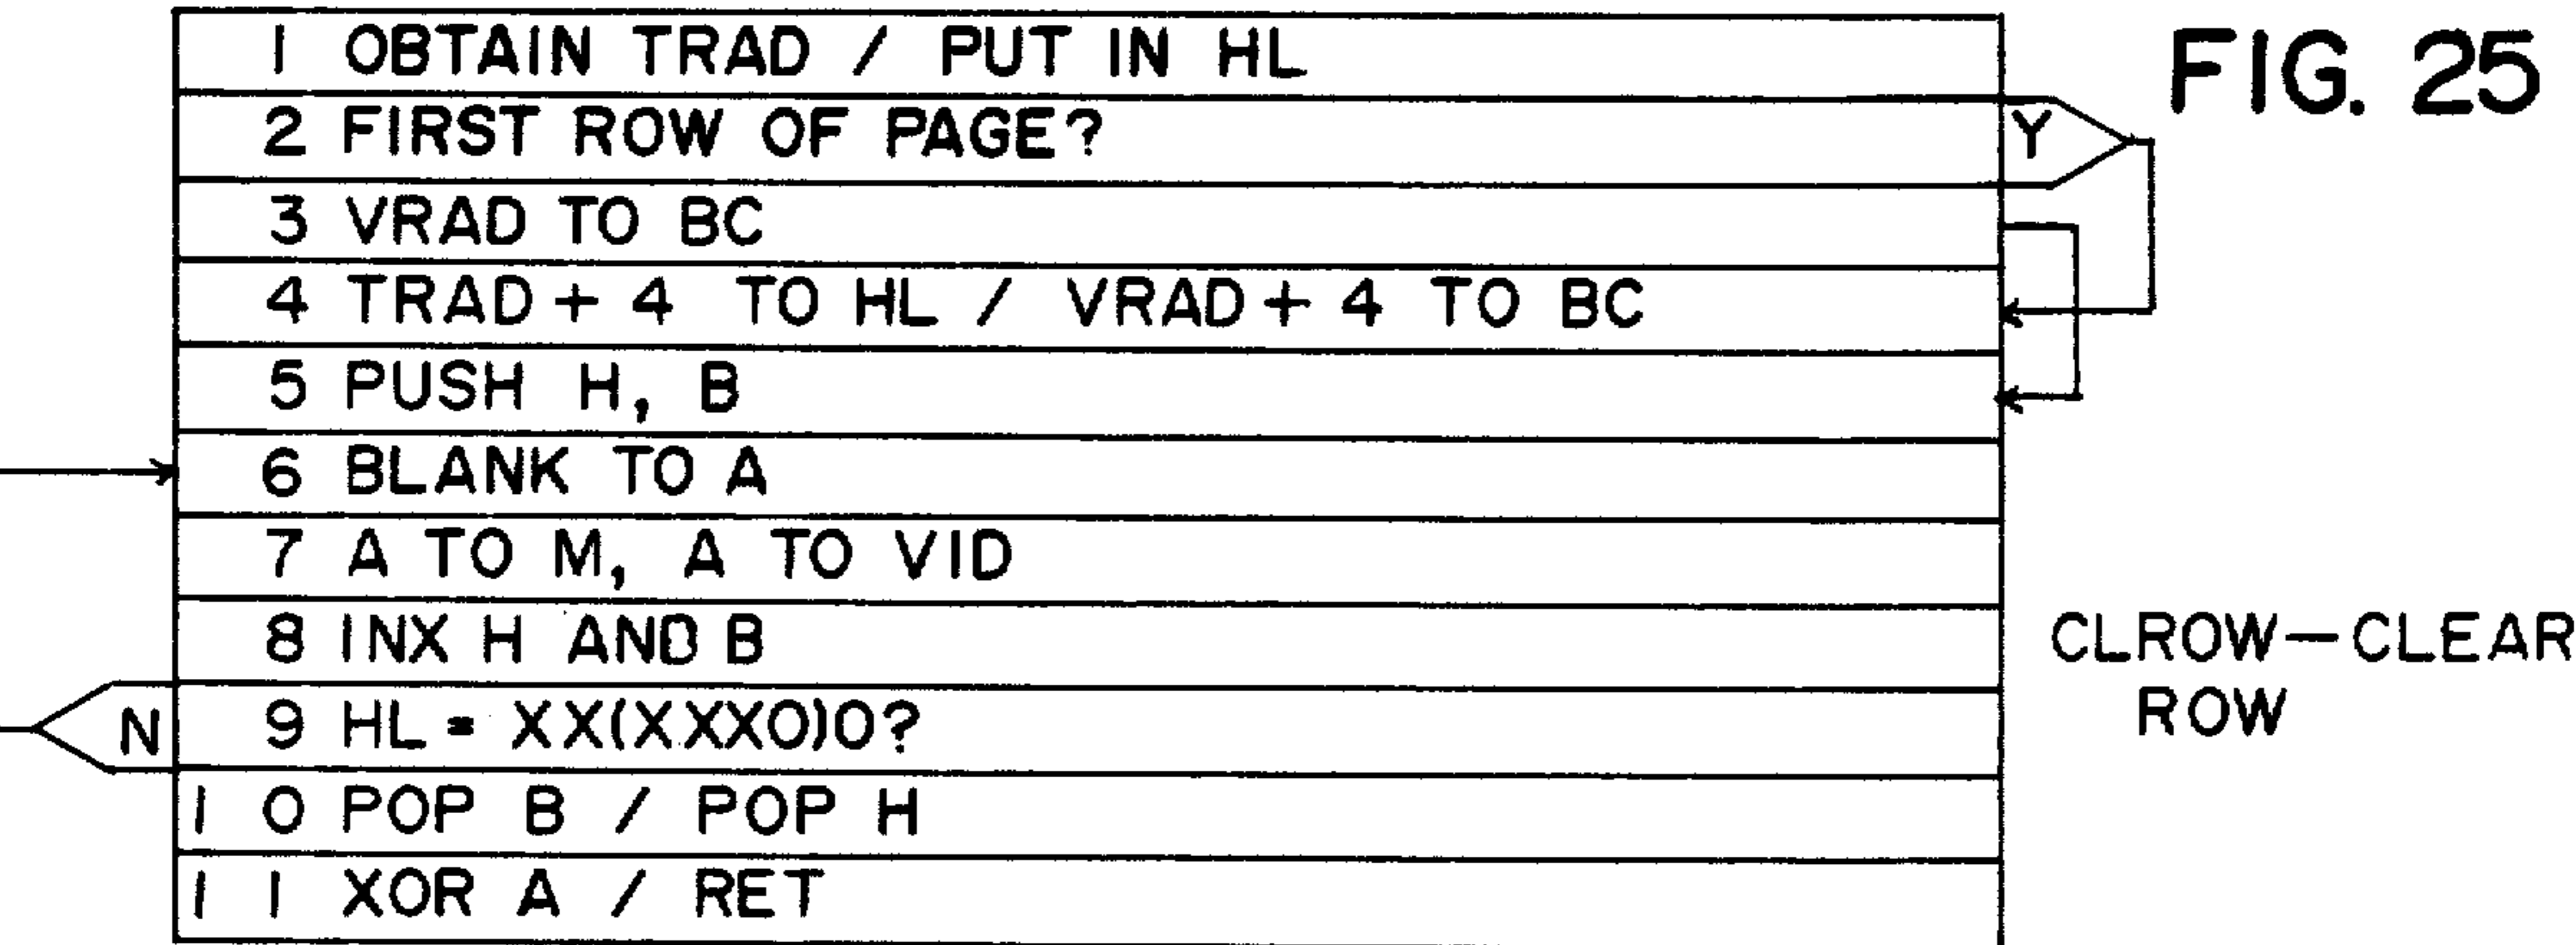 FIG. 25
1 OBTAIN TRAD / PUT IN HL
2 FIRST ROW OF PAGE?
Y
3 VRAD TO BC
4 TRAD + 4 TO HL / VRAD + 4 TO BC
5 PUSH H, B
6 BLANK TO A
7 A TO M, A TO VID
8 INX H AND B
N
9 HL = XX(XXX0)0?
10 POP B / POP H
11 XOR A / RET
CLROW—CLEAR
ROW